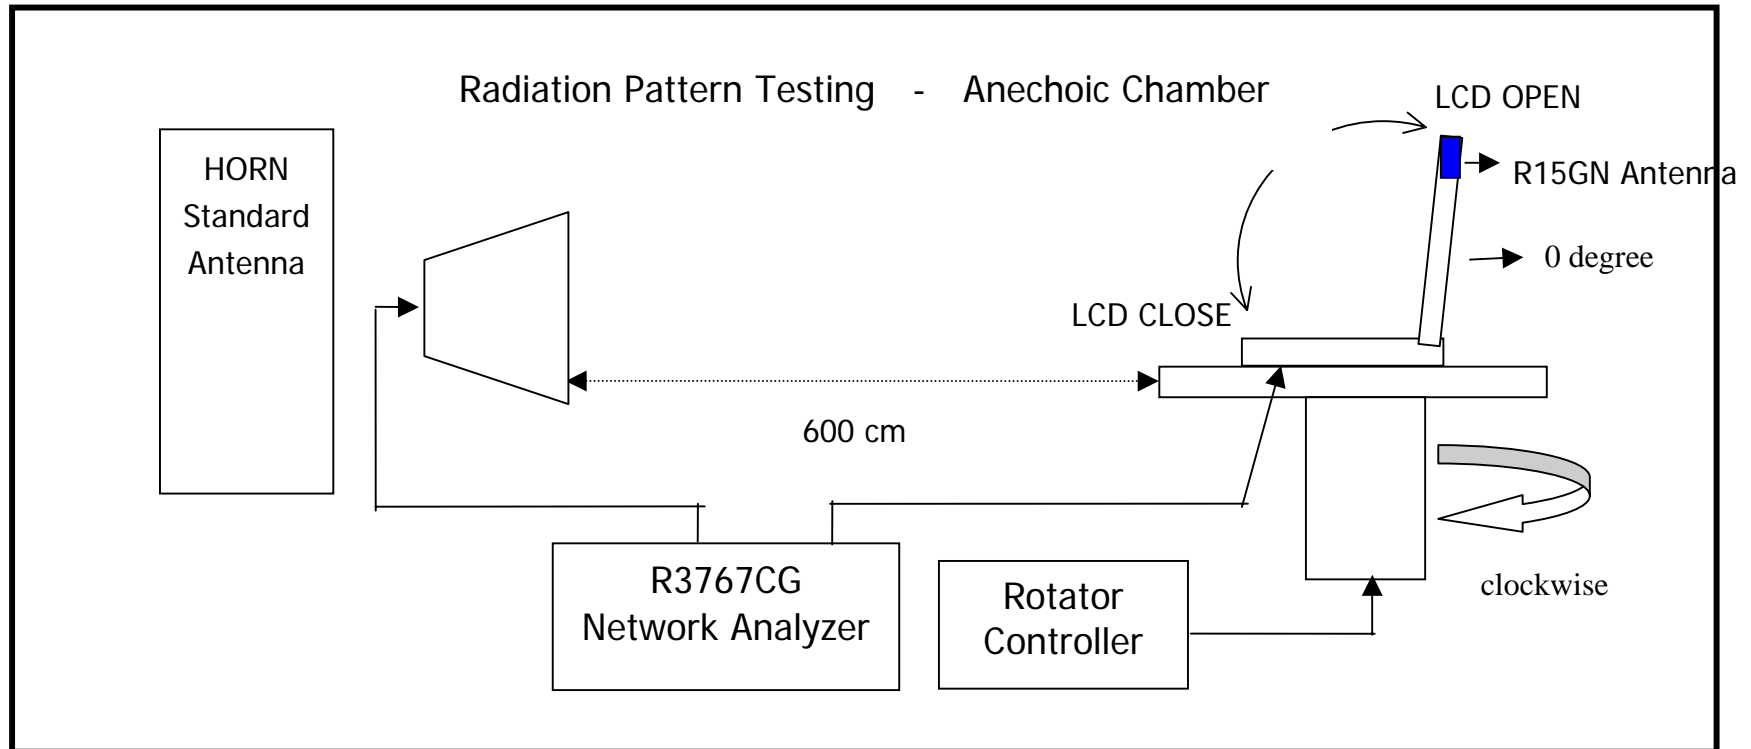 Radiation Pattern Testing - Anechoic Chamber
LCD OPEN
HORN
Standard
Antenna
R15GN Antenna
0 degree
LCD CLOSE
600 cm
R3767CG
Network Analyzer
Rotator
Controller
clockwise